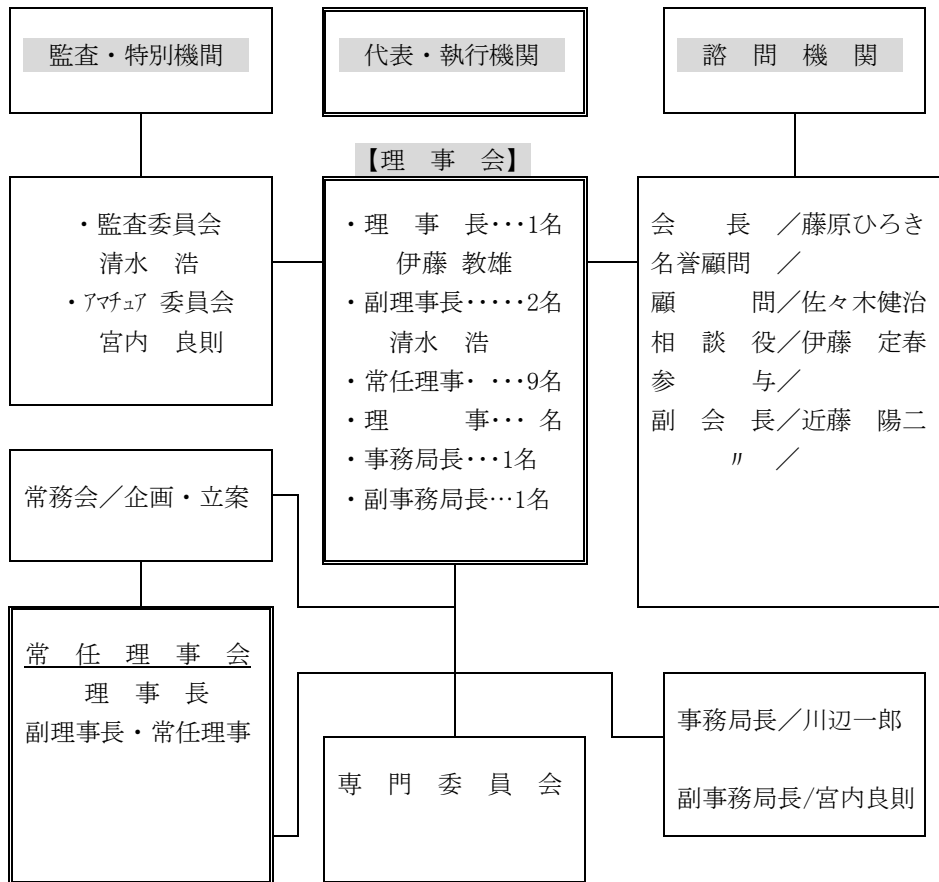 監査・特別機間
代表・執行機関
諮問機関
【理事会】
・監査委員会
清水 浩
・アマチュア 委員会
宮内 良則
・理事長・・・1名
伊藤 教雄
・副理事長・・・・・2名
清水 浩
・常任理事・・・・9名
・理事・・・ 名
・事務局長・・・1名
・副事務局長…1名
会長／藤原ひろき
名誉顧問／
顧問／佐々木健治
相談役／伊藤 定春
参与／
副会長／近藤 陽二
〃 ／
常務会／企画・立案
常任理事会
理事長
副理事長・常任理事
専門委員会
事務局長／川辺一郎
副事務局長/宮内良則